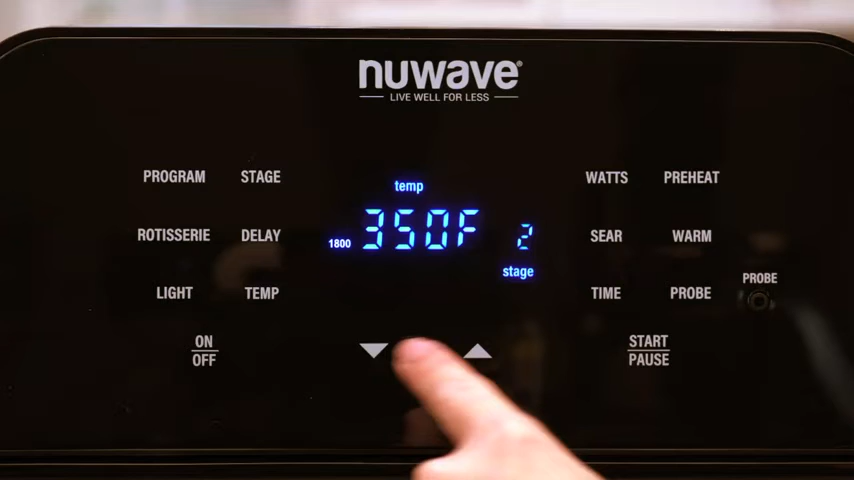 nuwave®
LIVE WELL FOR LESS
PROGRAM STAGE
temp
WATTS PREHEAT
ROTISSERIE DELAY
1800 350F 2
SEAR WARM
stage
LIGHT TEMP
TIME PROBE
PROBE
ON
OFF
START
PAUSE